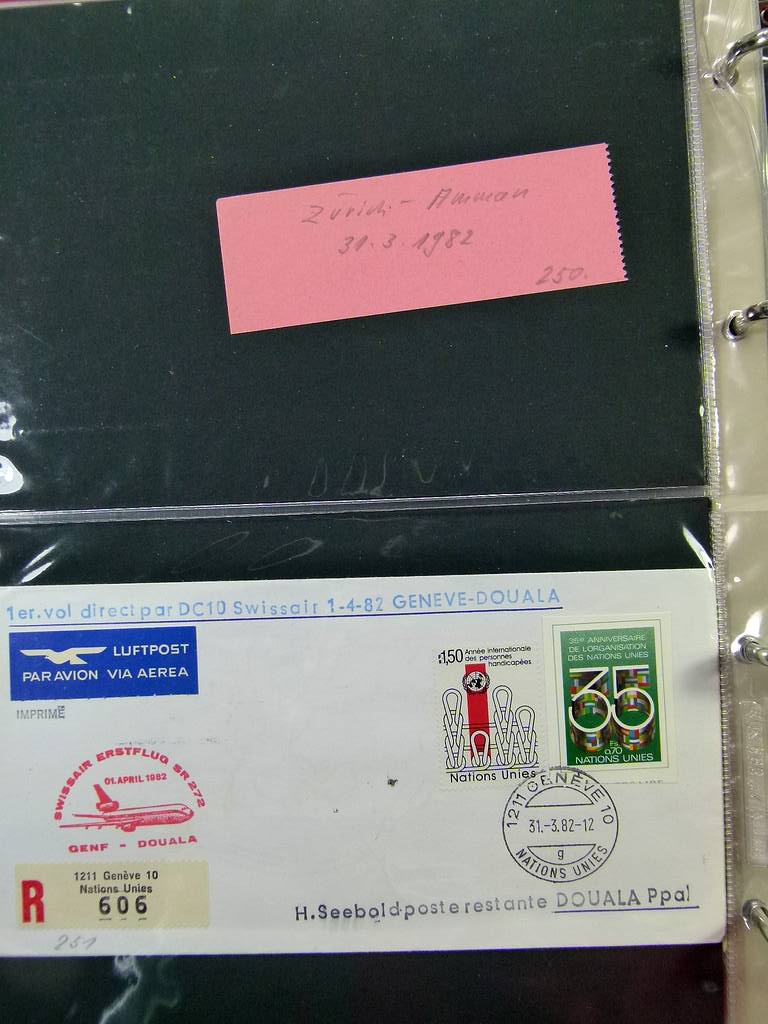 Zürich - Amman
31.3.1982
250.
1er.vol direct par DC10 Swissair 1-4-82 GENEVE-DOUALA
LUFTPOST
PAR AVION VIA AEREA
IMPRIMÉ
SWISSAIR ERSTFLUG SR 272
01.APRIL 1982
GENF - DOUALA
R
1211 Genève 10
Nations Unies
606
251
1,50 Année internationale
des personnes
handicapées
Nations Unies
35e ANNIVERSAIRE
DE L'ORGANISATION
DES NATIONS UNIES
35
Fs
0,70
NATIONS UNIES
1211 GENÈVE 10
31.-3.82-12
g
NATIONS UNIES
H.Seebold poste restante DOUALA Ppal